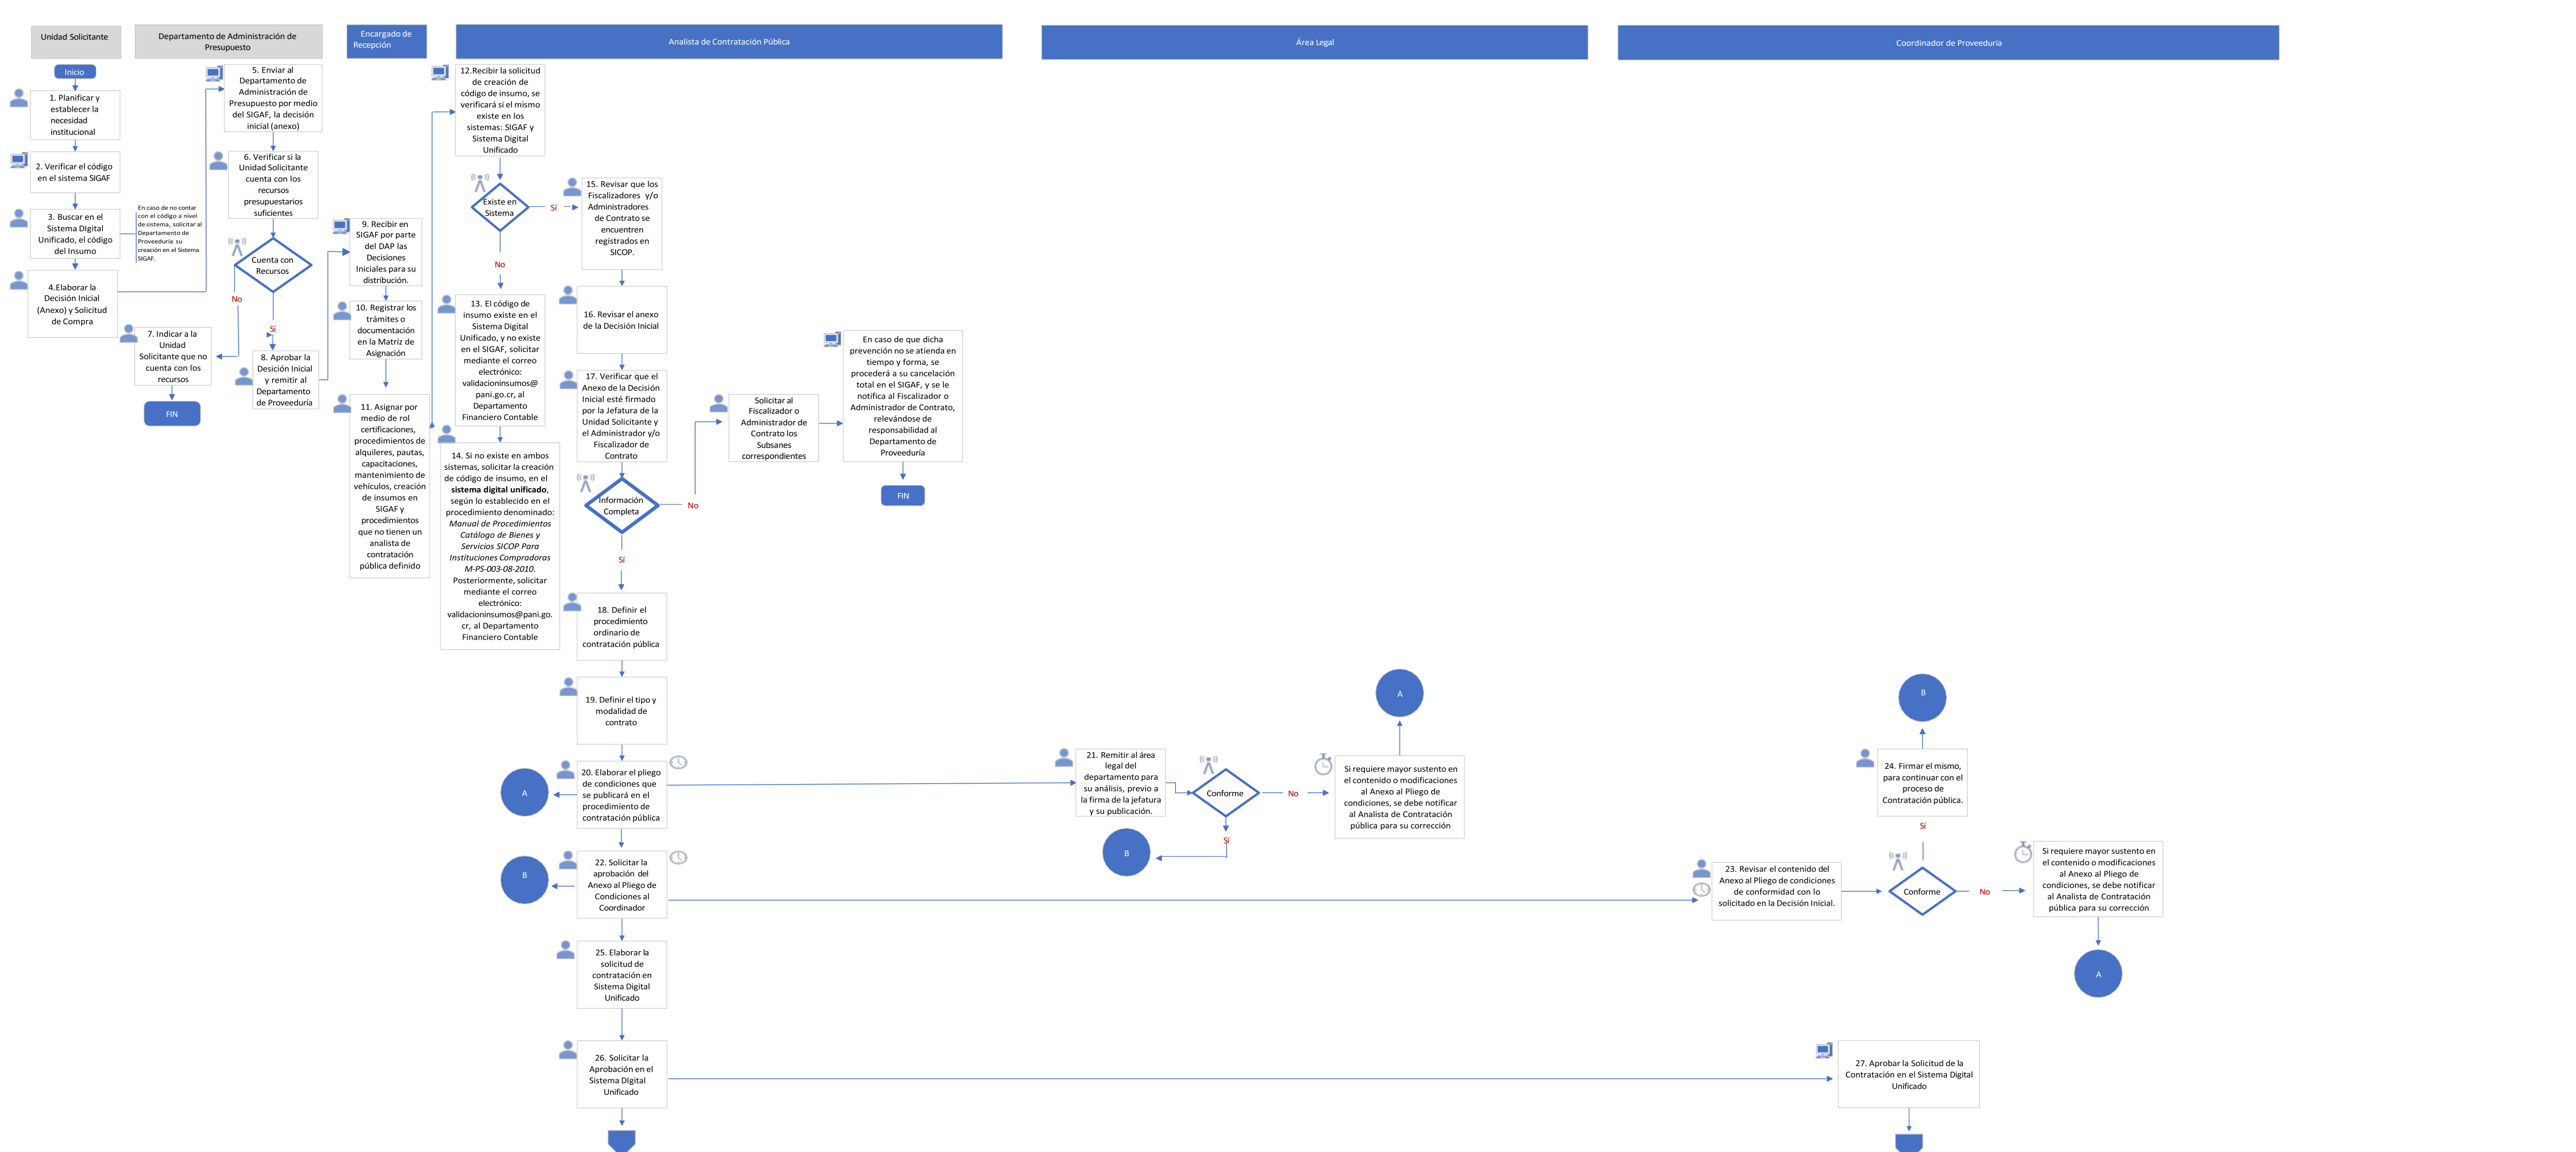 Unidad Solicitante
Departamento de Administración de
Presupuesto
Encargado de
Recepción
Analista de Contratación Pública
Área Legal
Coordinador de Proveeduría
Inicio
1. Planificar y
establecer la
necesidad
institucional
2. Verificar el código
en el sistema SIGAF
3. Buscar en el
Sistema DIgital
Unificado, el código
del Insumo
En caso de no contar
con el código a nivel
de sistema, solicitar al
Departamento de
Proveeduría su
creación en el Sistema
SIGAF.
4.Elaborar la
Decisión Inicial
(Anexo) y Solicitud
de Compra
5. Enviar al
Departamento de
Administración de
Presupuesto por medio
del SIGAF, la decisión
inicial (anexo)
6. Verificar si la
Unidad Solicitante
cuenta con los
recursos
presupuestarios
suficientes
Cuenta con
Recursos
No
Sí
7. Indicar a la
Unidad
Solicitante que no
cuenta con los
recursos
FIN
8. Aprobar la
Desición Inicial
y remitir al
Departamento
de Proveeduría
9. Recibir en
SIGAF por parte
del DAP las
Decisiones
Iniciales para su
distribución.
10. Registrar los
trámites o
documentación
en la Matríz de
Asignación
11. Asignar por
medio de rol
certificaciones,
procedimientos de
alquileres, pautas,
capacitaciones,
mantenimiento de
vehículos, creación
de insumos en
SIGAF y
procedimientos
que no tienen un
analista de
contratación
pública definido
12.Recibir la solicitud
de creación de
código de insumo, se
verificará si el mismo
existe en los
sistemas: SIGAF y
Sistema Digital
Unificado
Existe en
Sistema
Sí
No
13. El código de
insumo existe en el
Sistema Digital
Unificado, y no existe
en el SIGAF, solicitar
mediante el correo
electrónico:
validacioninsumos@
pani.go.cr, al
Departamento
Financiero Contable
14. Si no existe en ambos
sistemas, solicitar la creación
de código de insumo, en el
sistema digital unificado,
según lo establecido en el
procedimiento denominado:
Manual de Procedimientos
Catálogo de Bienes y
Servicios SICOP Para
Instituciones Compradoras
M-PS-003-08-2010.
Posteriormente, solicitar
mediante el correo
electrónico:
validacioninsumos@pani.go.
cr, al Departamento
Financiero Contable
15. Revisar que los
Fiscalizadores y/o
Administradores
de Contrato se
encuentren
registrados en
SICOP.
16. Revisar el anexo
de la Decisión Inicial
17. Verificar que el
Anexo de la Decisión
Inicial esté firmado
por la Jefatura de la
Unidad Solicitante y
el Administrador y/o
Fiscalizador de
Contrato
Información
Completa
No
Sí
Solicitar al
Fiscalizador o
Administrador de
Contrato los
Subsanes
correspondientes
En caso de que dicha
prevención no se atienda en
tiempo y forma, se
procederá a su cancelación
total en el SIGAF, y se le
notifica al Fiscalizador o
Administrador de Contrato,
relevándose de
responsabilidad al
Departamento de
Proveeduría
FIN
18. Definir el
procedimiento
ordinario de
contratación pública
19. Definir el tipo y
modalidad de
contrato
A
20. Elaborar el pliego
de condiciones que
se publicará en el
procedimiento de
contratación pública
21. Remitir al área
legal del
departamento para
su análisis, previo a
la firma de la jefatura
y su publicación.
Conforme
No
Sí
B
Si requiere mayor sustento en
el contenido o modificaciones
al Anexo al Pliego de
condiciones, se debe notificar
al Analista de Contratación
pública para su corrección
A
B
22. Solicitar la
aprobación del
Anexo al Pliego de
Condiciones al
Coordinador
23. Revisar el contenido del
Anexo al Pliego de condiciones
de conformidad con lo
solicitado en la Decisión Inicial.
Conforme
No
Sí
24. Firmar el mismo,
para continuar con el
proceso de
Contratación pública.
B
Si requiere mayor sustento en
el contenido o modificaciones
al Anexo al Pliego de
condiciones, se debe notificar
al Analista de Contratación
pública para su corrección
A
25. Elaborar la
solicitud de
contratación en
Sistema Digital
Unificado
26. Solicitar la
Aprobación en el
Sistema DIgital
Unificado
27. Aprobar la Solicitud de la
Contratación en el Sistema Digital
Unificado